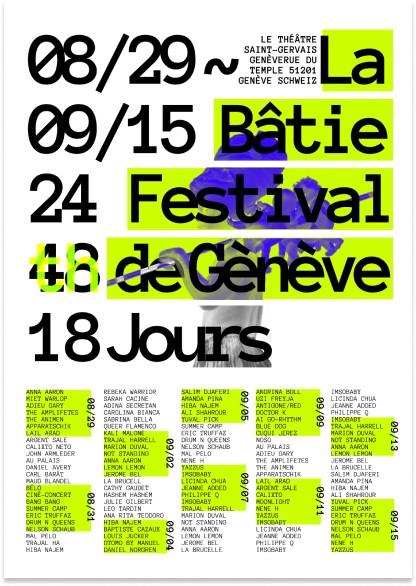 08/29~
LE THÉÂTRE
SAINT-GERVAIS
GENÈVERUE DU
TEMPLE 51201
GENÈVE SCHWEIZ
La
09/15 Bâtie
24 Festival
48 th de Gènève
18 Jours
ANNA AARON
MIET WARLOP
ADIEU GARY
THE AMPLIFETES
THE ANIMEN
APPARATSCHIK
LAIL ARAD
ARGENT SALE
CALIXTO NETO
JOHN ARMLEDER
AU PALAIS
DANIEL AVERY
CARL BARÂT
MAUD BLANDEL
BELO
CINÉ-CONCERT
BANG BANG
SUMMER CAMP
ERIC TRUFFAZ
DRUM N QUEENS
NELSON SCHAUB
MAL PELO
TRAJAL HA
HIBA NAJEM
08/29
08/31
REBEKA WARRIOR
SARAH CACINE
ADINA SECRETAN
CAROLINA BIANCA
SABRINA BELLA
QUEER FLAMENCO
KALI MALONE
TRAJAL HARRELL
MARION DUVAL
NOT STANDING
ANNA AARON
LEMON LEMON
JEROME BEL
LA BRUCELL
CATHY GAUDET
HASHEM HASHEM
JULIE GILBERT
LEO TARDIN
ANA RITA TEODORO
HIBA NAJEM
BAPTISTE CAZAUX
LOUIS JUCKER
OTOMO BY MANUEL
DANIEL NORGREN
09/02
09/04
SALIM DJAFERI
AMANDA PINA
HIBA NAJEM
ALI SHAHROUR
YUVAL PICK
SUMMER CAMP
ERIC TRUFFAZ
DRUM N QUEENS
NELSON SCHAUB
MAL PELO
NENE H
YAZZUS
IMSOBABY
LICINDA CHUA
JEANNE ADDED
PHILIPPE Q
IMSOBABY
TRAJAL HARRELL
MARION DUVAL
NOT STANDING
ANNA AARON
LEMON LEMON
JEROME BEL
LA BRUCELLE
09/05
09/07
ANDRINA BOLL
UZI FREYJA
ANTIGONE/RED
DOCTOR K
AI GO-RHITHM
BLUE DOG
CUQUI JEREZ
NOSO
AU PALAIS
ADIEU GARY
THE AMPLIFETES
THE ANIMEN
APPARATSCHIK
LAIL ARAD
ARGENT SALE
CALIXTO
MOONLIGHT
NENE H
YAZZUS
IMSOBABY
LICINDA CHUA
JEANNE ADDED
PHILIPPE Q
IMSOBABY
09/09
09/11
IMSOBABY
LICINDA CHUA
JEANNE ADDED
PHILIPPE Q
IMSOBABY
TRAJAL HARRELL
MARION DUVAL
NOT STANDING
ANNA AARON
LEMON LEMON
JEROME BEL
LA BRUCELLE
SALIM DJAFERI
AMANDA PINA
HIBA NAJEM
ALI SHAHROUR
YUVAL PICK
SUMMER CAMP
ERIC TRUFFAZ
DRUM N QUEENS
NELSON SCHAUB
MAL PELO
NENE H
YAZZUS
09/13
09/15